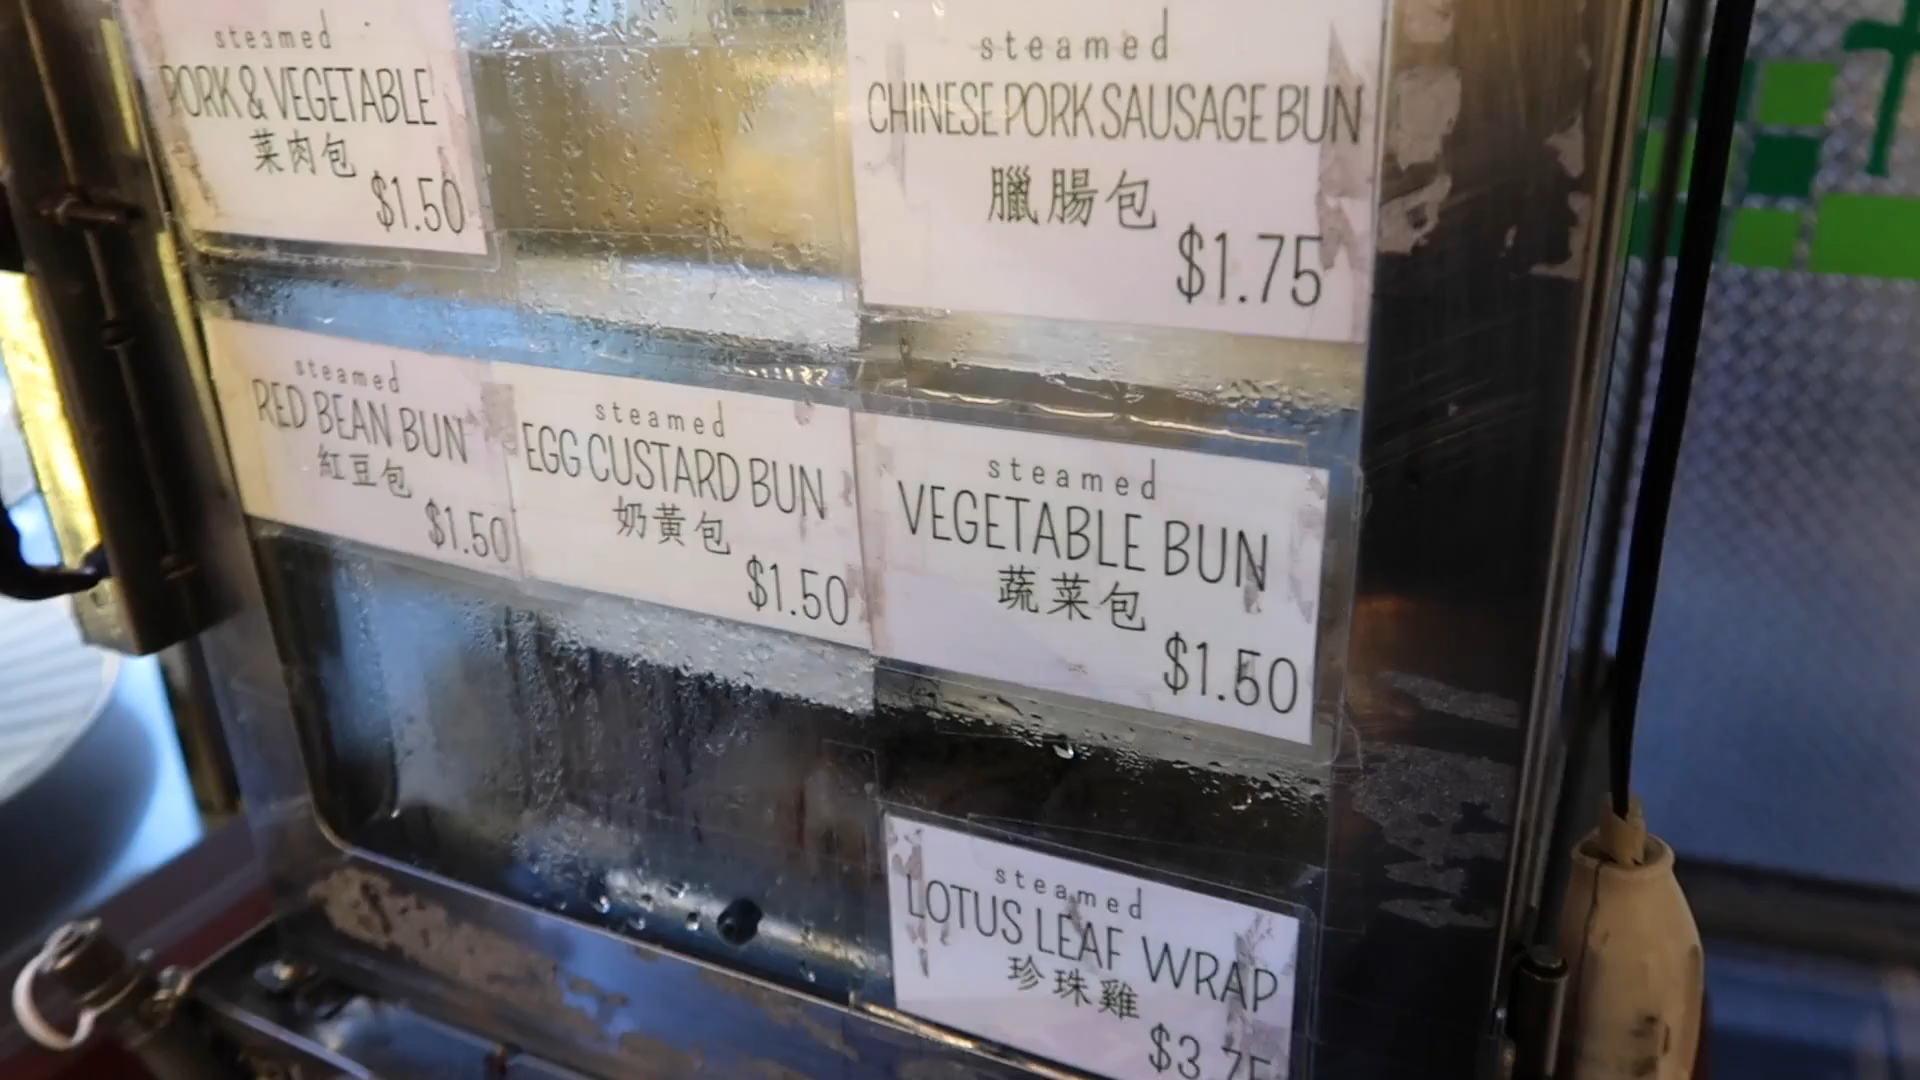 steamed
PORK & VEGETABLE
菜肉包
$1.50
steamed
CHINESE PORK SAUSAGE BUN
臘腸包
$1.75
steamed
RED BEAN BUN
紅豆包
$1.50
steamed
EGG CUSTARD BUN
奶黃包
$1.50
steamed
VEGETABLE BUN
蔬菜包
$1.50
steamed
LOTUS LEAF WRAP
珍珠雞
$3.75